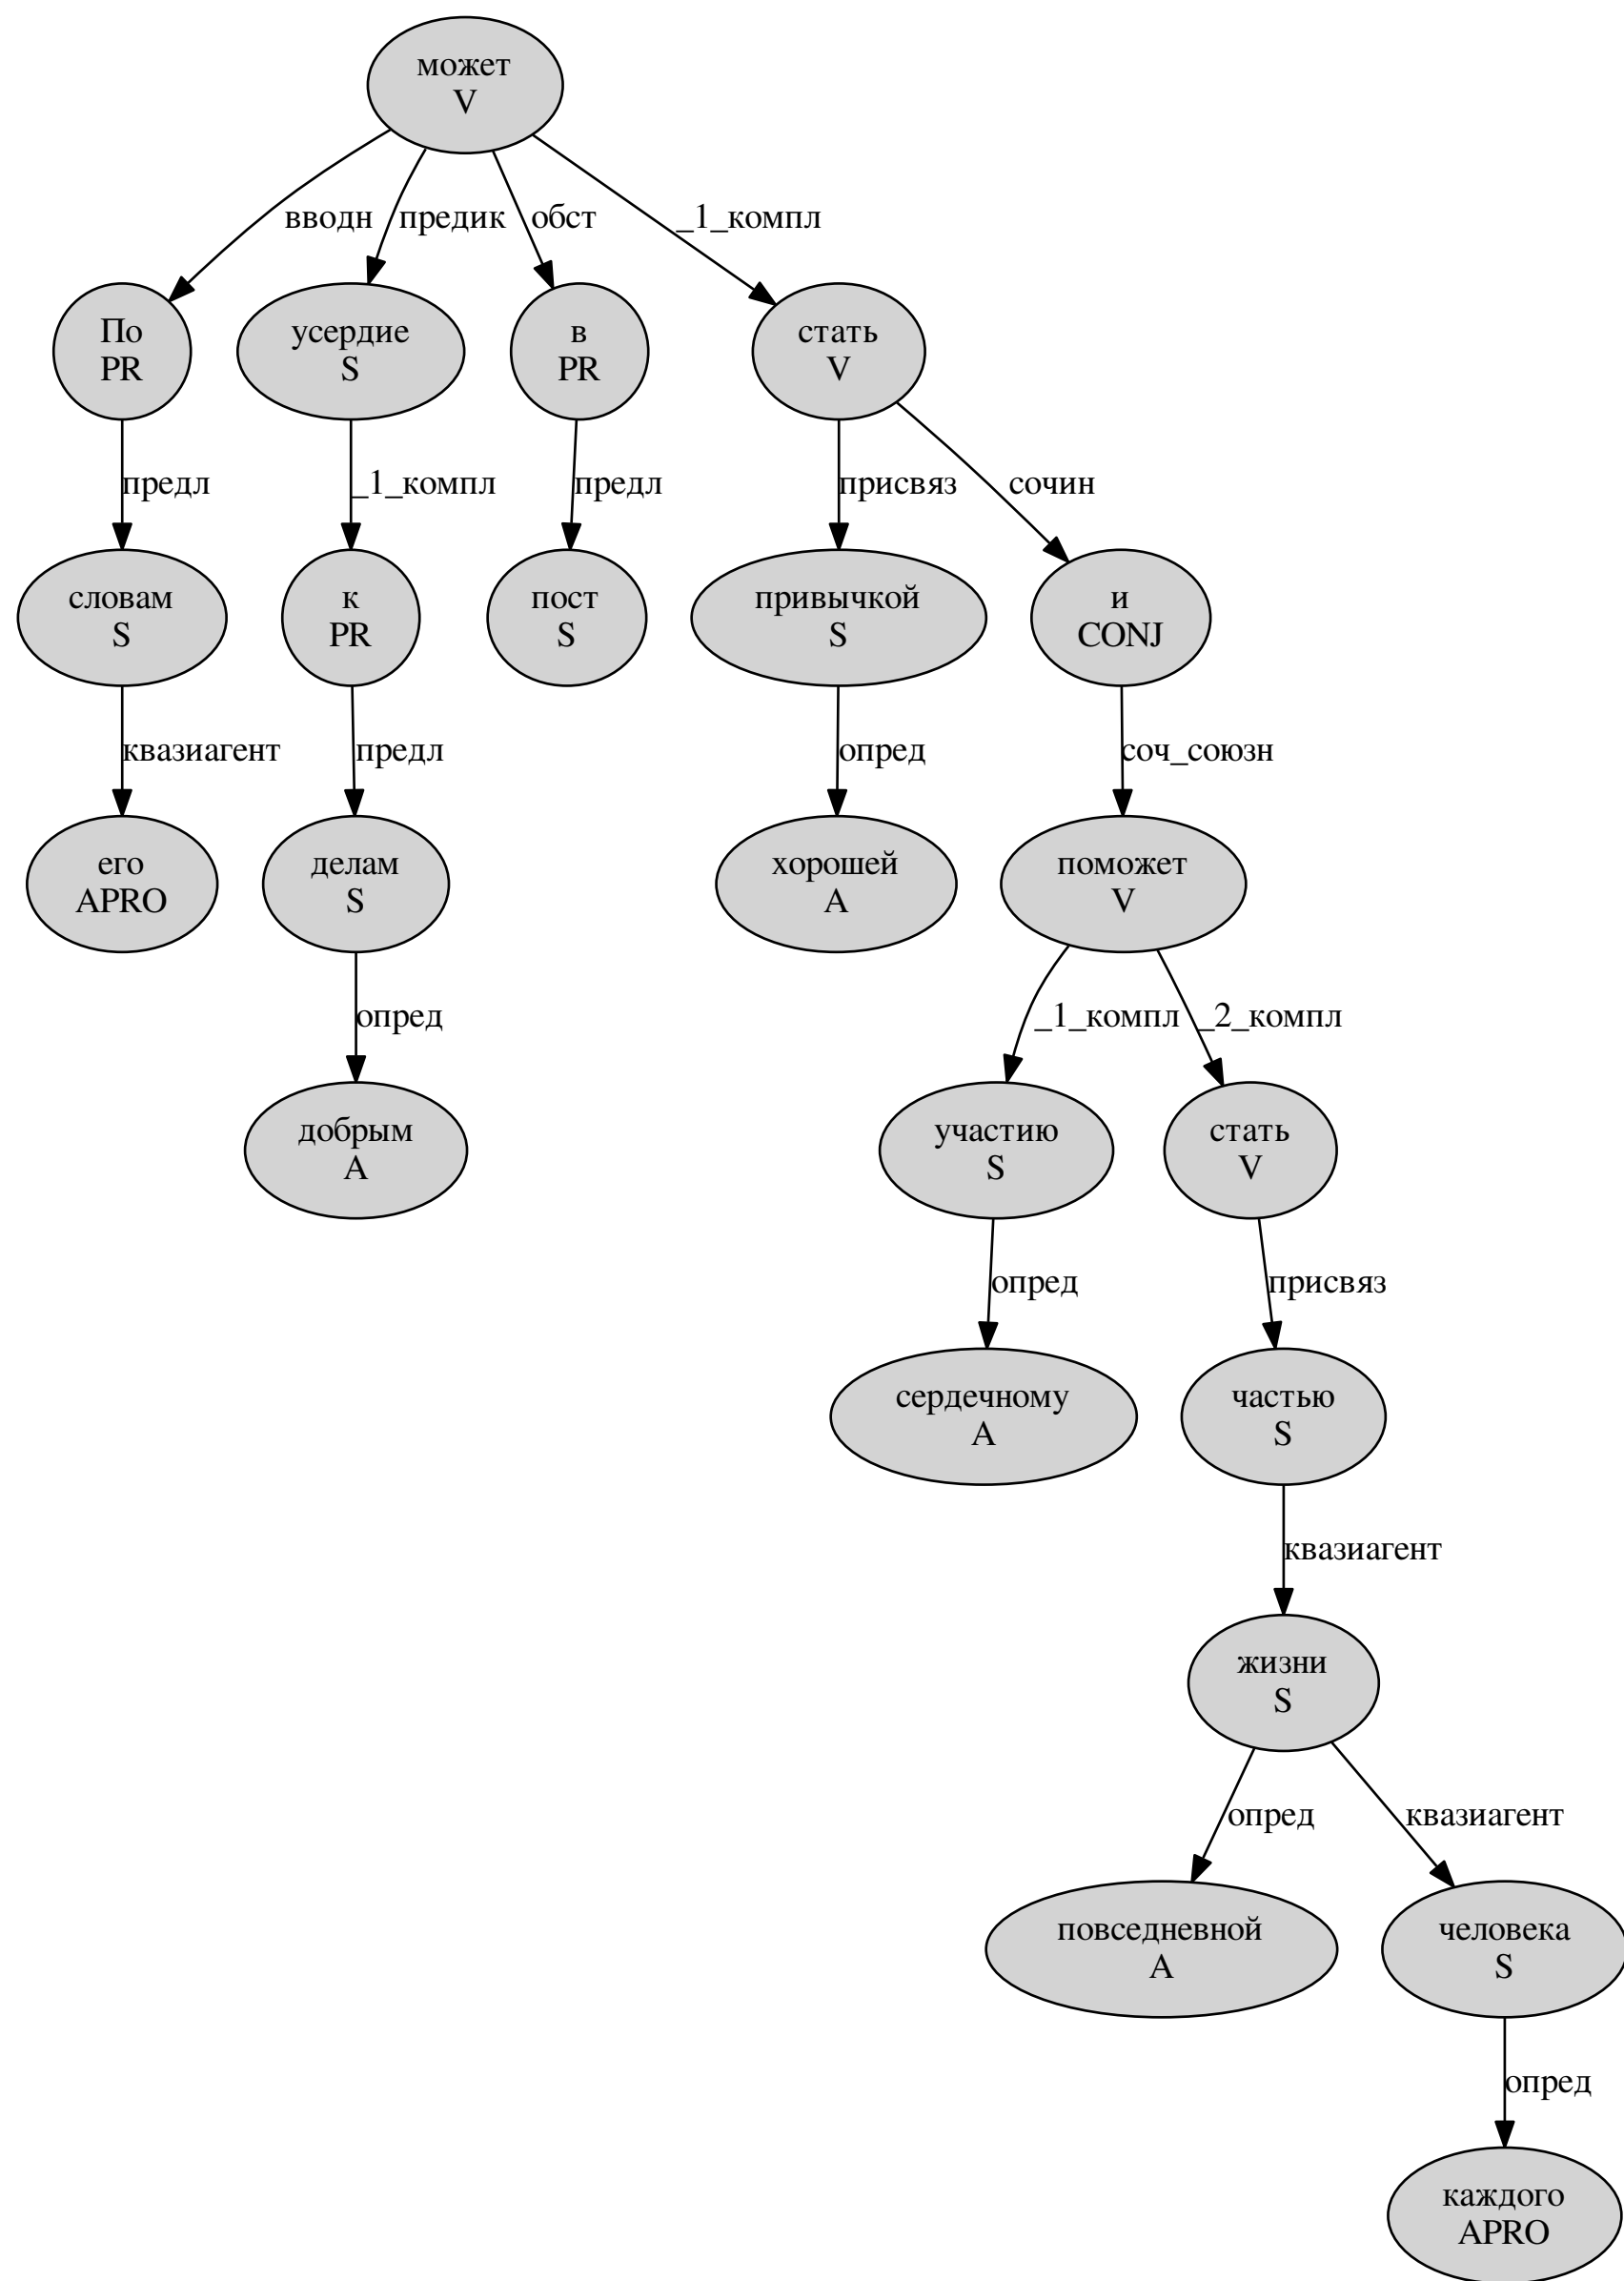 может
V
вводн
предик
обст
_1_компл
По
PR
усердие
S
в
PR
стать
V
предл
_1_компл
предл
присвяз
сочин
словам
S
к
PR
пост
S
привычкой
S
и
CONJ
квазиагент
предл
опред
соч_союзн
его
APRO
делам
S
хорошей
A
поможет
V
опред
_1_компл
_2_компл
добрым
A
участию
S
стать
V
опред
присвяз
сердечному
A
частью
S
квазиагент
жизни
S
опред
квазиагент
повседневной
A
человека
S
опред
каждого
APRO